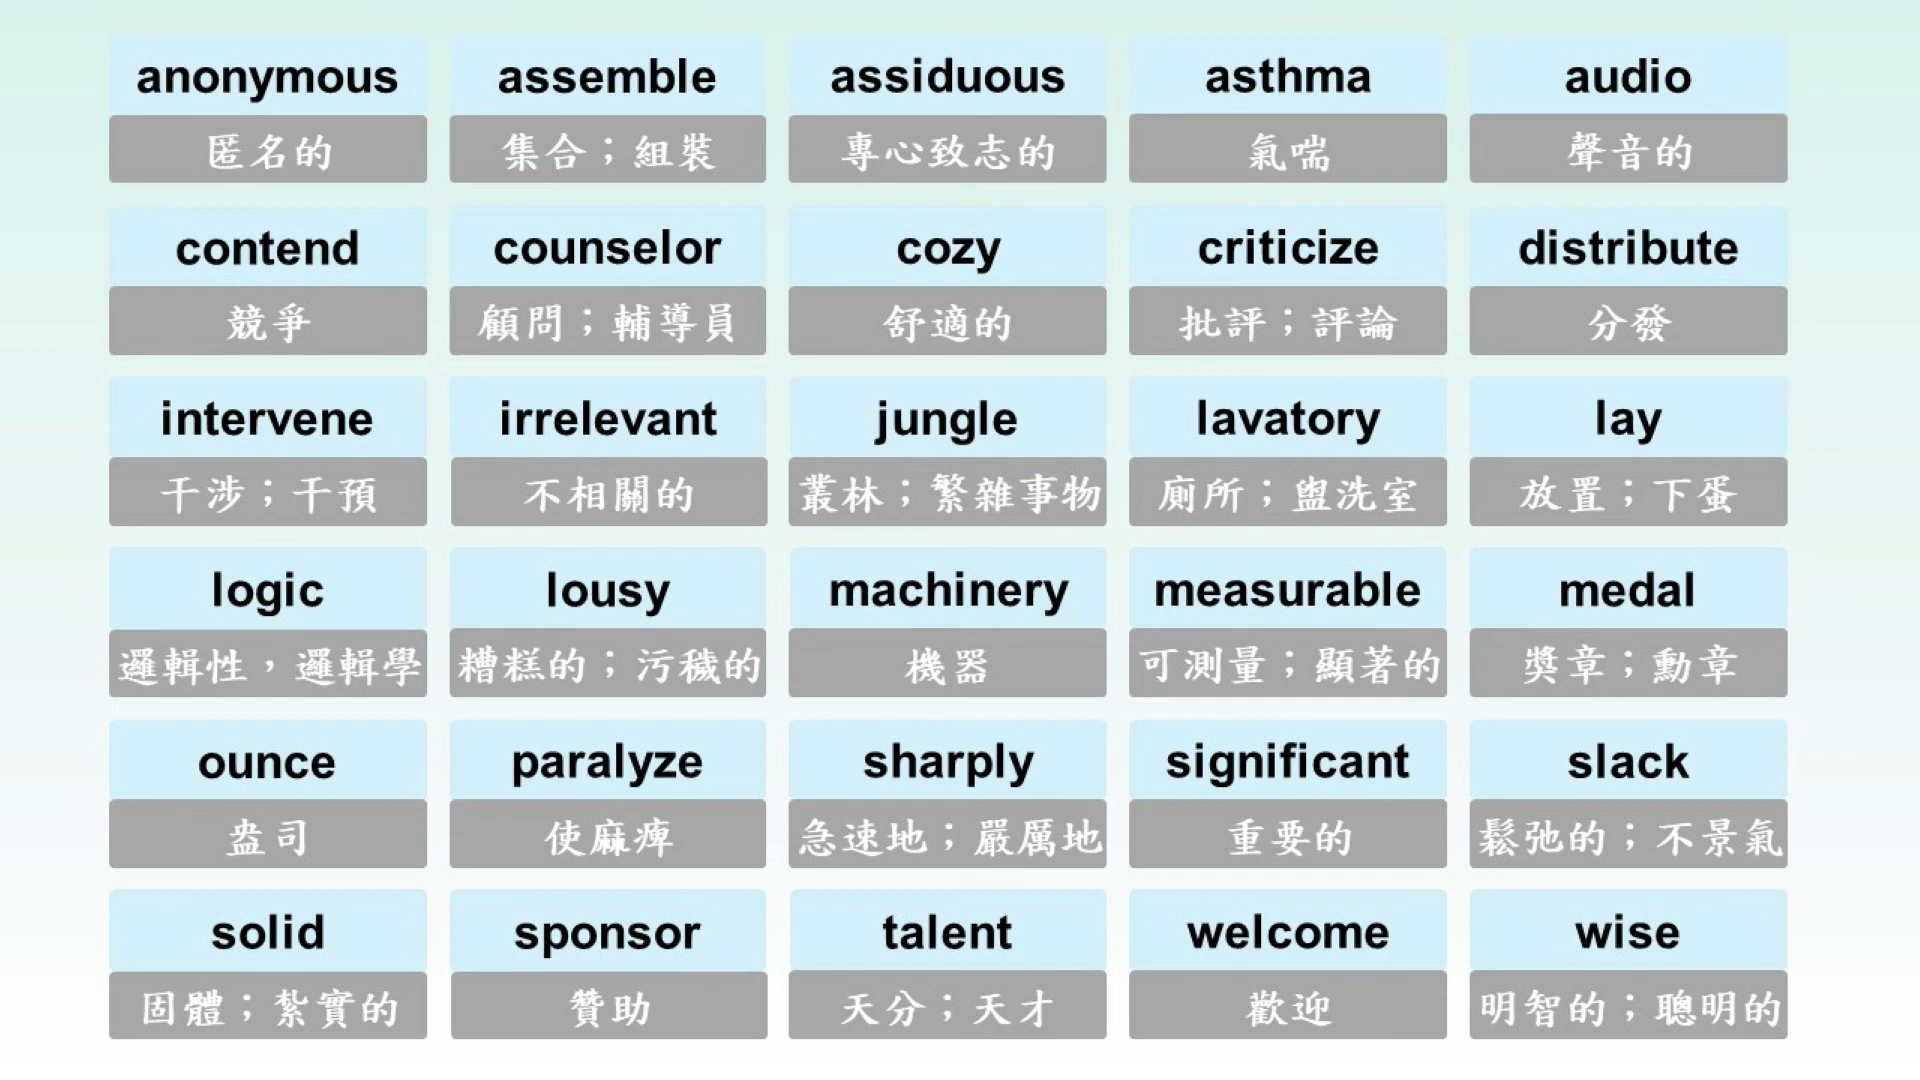 anonymous assemble assiduous asthma audio
匿名的 集合；組裝 專心致志的 氣喘 聲音的
contend counselor cozy criticize distribute
競爭 顧問；輔導員 舒適的 批評；評論 分發
intervene irrelevant jungle lavatory lay
干涉；干預 不相關的 叢林；繁雜事物 廁所；盥洗室 放置；下蛋
logic lousy machinery measurable medal
邏輯性，邏輯學 糟糕的；污穢的 機器 可測量；顯著的 獎章；勳章
ounce paralyze sharply significant slack
盎司 使麻痺 急速地；嚴厲地 重要的 鬆弛的；不景氣
solid sponsor talent welcome wise
固體；紮實的 贊助 天分；天才 歡迎 明智的；聰明的